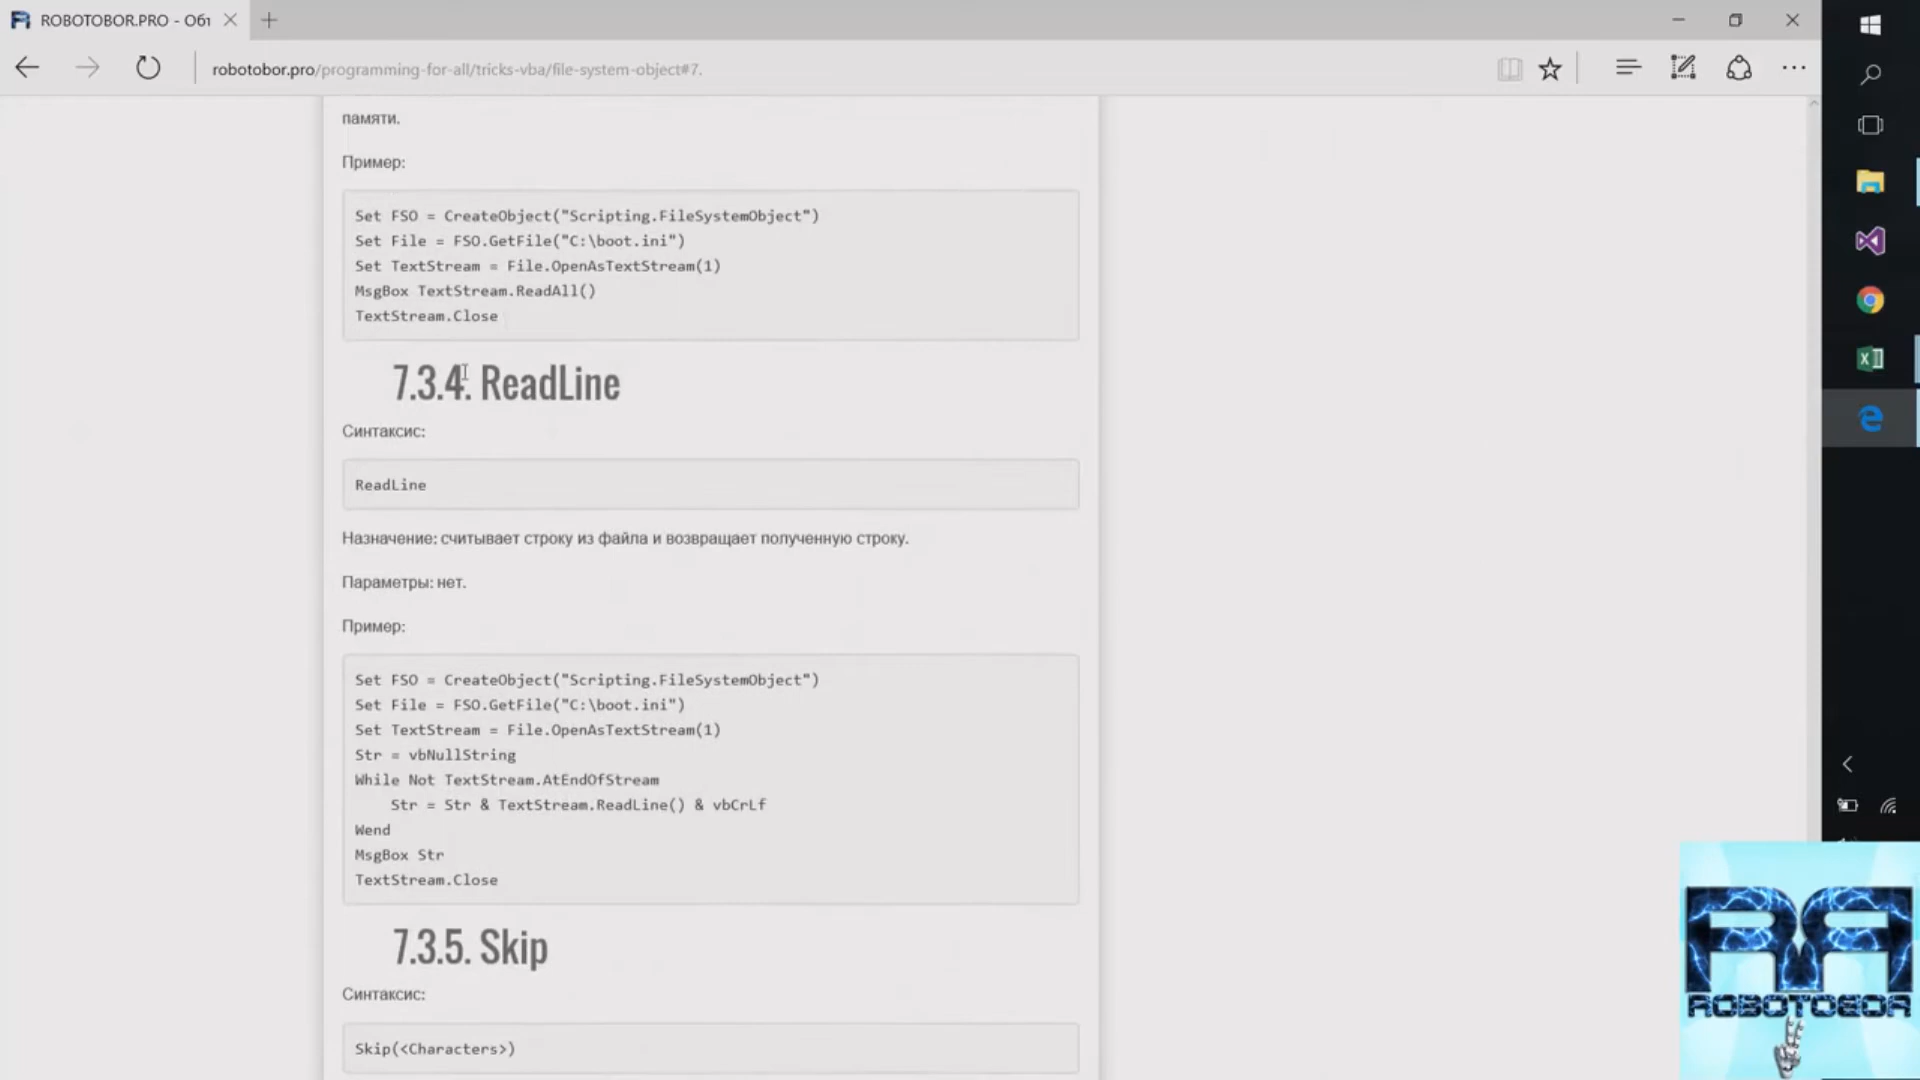 ROBOTOBOR.PRO - Об
robotobor.pro/programming-for-all/tricks-vba/file-system-object#7.
памяти.
Пример:
Set FSO = CreateObject("Scripting.FileSystemObject")
Set File = FSO.GetFile("C:\boot.ini")
Set TextStream = File.OpenAsTextStream(1)
MsgBox TextStream.ReadAll()
TextStream.Close
7.3.4. ReadLine
Синтаксис:
ReadLine
Назначение: считывает строку из файла и возвращает полученную строку.
Параметры: нет.
Пример:
Set FSO = CreateObject("Scripting.FileSystemObject")
Set File = FSO.GetFile("C:\boot.ini")
Set TextStream = File.OpenAsTextStream(1)
Str = vbNullString
While Not TextStream.AtEndOfStream
    Str = Str & TextStream.ReadLine() & vbCrLf
Wend
MsgBox Str
TextStream.Close
7.3.5. Skip
Синтаксис:
Skip(<Characters>)
ROBOTOBOR